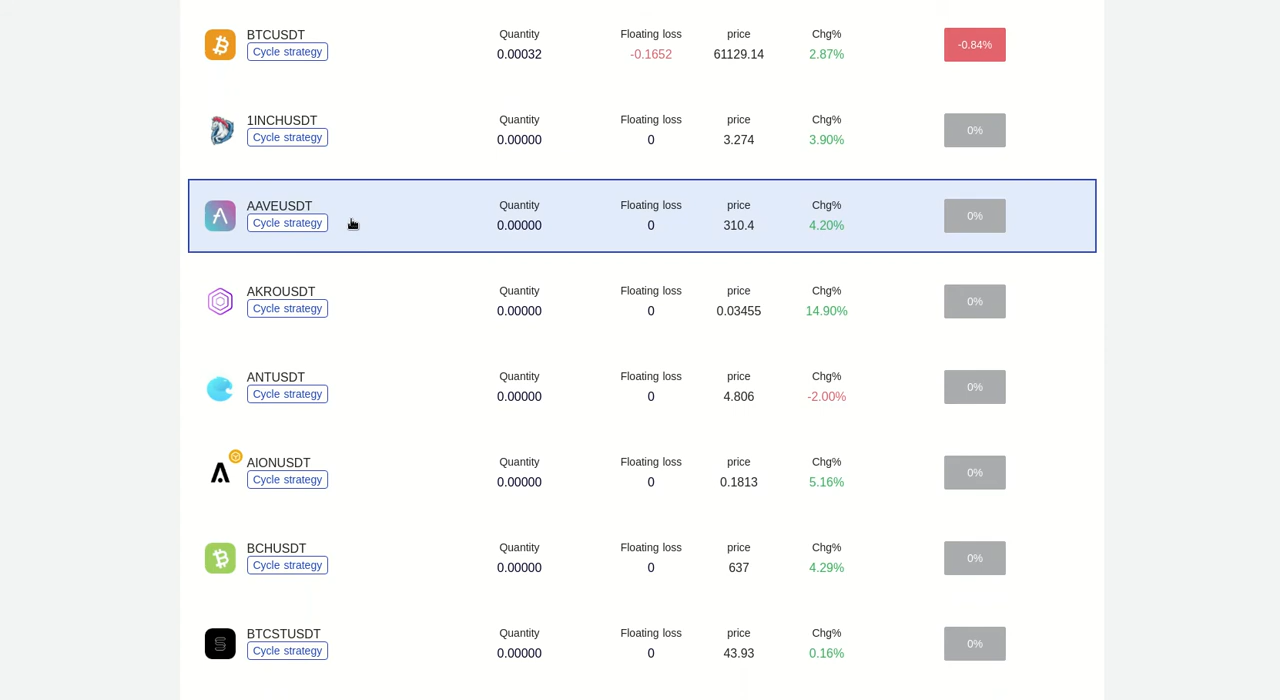 BTCUSDT Quantity Floating loss price Chg%
Cycle strategy 0.00032 -0.1652 61129.14 2.87% -0.84%
1INCHUSDT Quantity Floating loss price Chg%
Cycle strategy 0.00000 0 3.274 3.90% 0%
AAVEUSDT Quantity Floating loss price Chg%
Cycle strategy 0.00000 0 310.4 4.20% 0%
AKROUSDT Quantity Floating loss price Chg%
Cycle strategy 0.00000 0 0.03455 14.90% 0%
ANTUSDT Quantity Floating loss price Chg%
Cycle strategy 0.00000 0 4.806 -2.00% 0%
AIONUSDT Quantity Floating loss price Chg%
Cycle strategy 0.00000 0 0.1813 5.16% 0%
BCHUSDT Quantity Floating loss price Chg%
Cycle strategy 0.00000 0 637 4.29% 0%
BTCSTUSDT Quantity Floating loss price Chg%
Cycle strategy 0.00000 0 43.93 0.16% 0%